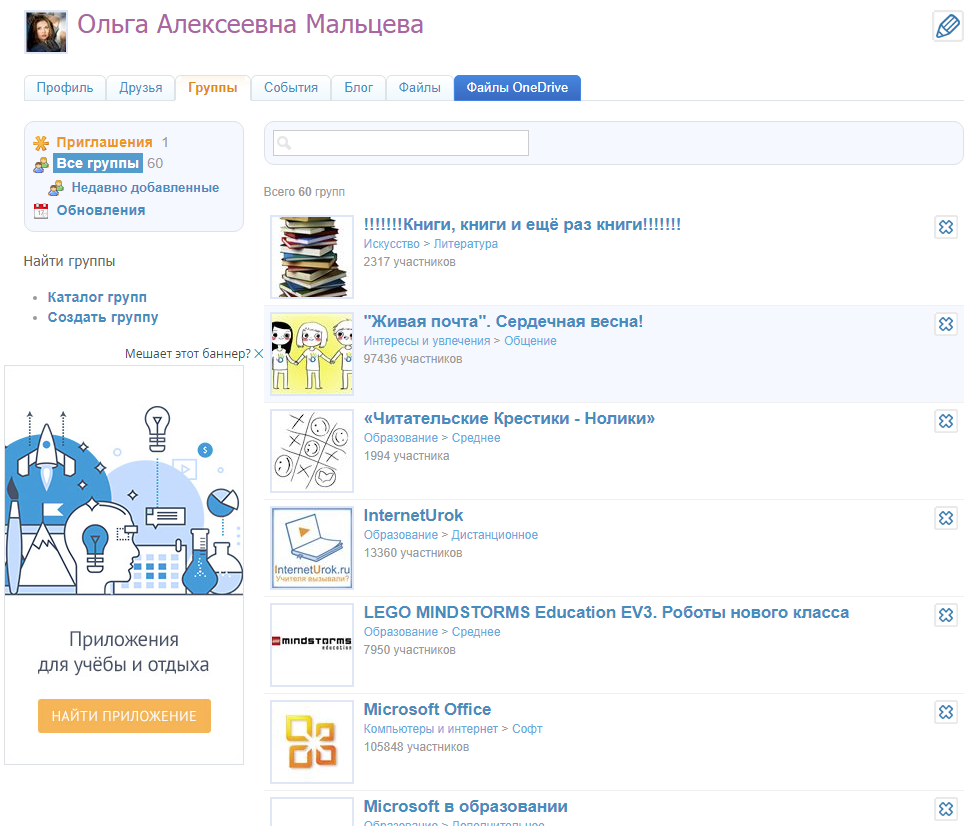 Ольга Алексеевна Мальцева
Профиль Друзья Группы События Блог Файлы Файлы OneDrive
Приглашения 1
Все группы 60
Недавно добавленные
Обновления
Найти группы
Каталог групп
Создать группу
Мешает этот баннер?
Приложения
для учёбы и отдыха
НАЙТИ ПРИЛОЖЕНИЕ
Всего 60 групп
!!!!!!!Книги, книги и ещё раз книги!!!!!!!
Искусство > Литература
2317 участников
"Живая почта". Сердечная весна!
Интересы и увлечения > Общение
97436 участников
«Читательские Крестики - Нолики»
Образование > Среднее
1994 участника
InternetUrok.ru
Учителя вызывали?
InternetUrok
Образование > Дистанционное
13360 участников
mindstorms
education
LEGO MINDSTORMS Education EV3. Роботы нового класса
Образование > Среднее
7950 участников
Microsoft Office
Компьютеры и интернет > Софт
105848 участников
Microsoft в образовании
Образование > Дополнительное